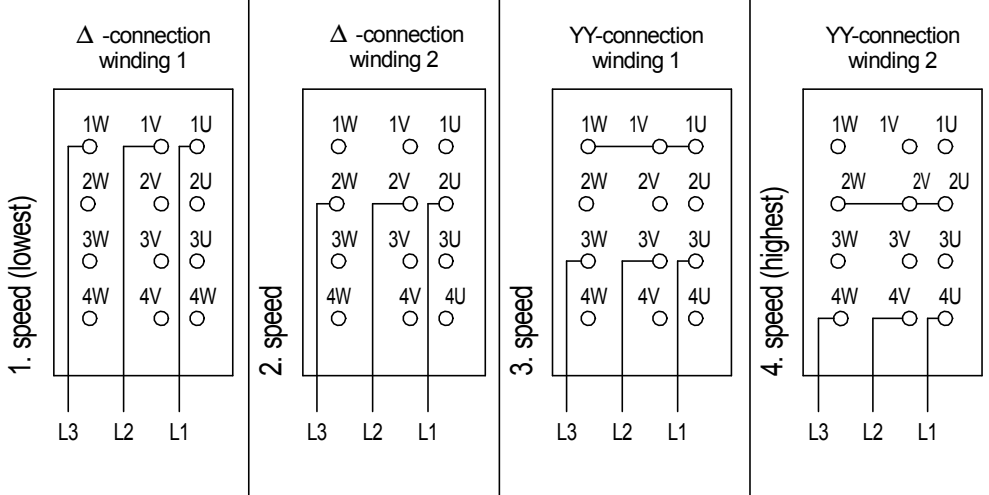 1. speed (lowest)
Δ -connection
winding 1
1W 1V 1U
2W 2V 2U
3W 3V 3U
4W 4V 4W
L3 L2 L1
2. speed
Δ -connection
winding 2
1W 1V 1U
2W 2V 2U
3W 3V 3U
4W 4V 4U
L3 L2 L1
3. speed
YY-connection
winding 1
1W 1V 1U
2W 2V 2U
3W 3V 3U
4W 4V 4U
L3 L2 L1
4. speed (highest)
YY-connection
winding 2
1W 1V 1U
2W 2V 2U
3W 3V 3U
4W 4V 4U
L3 L2 L1